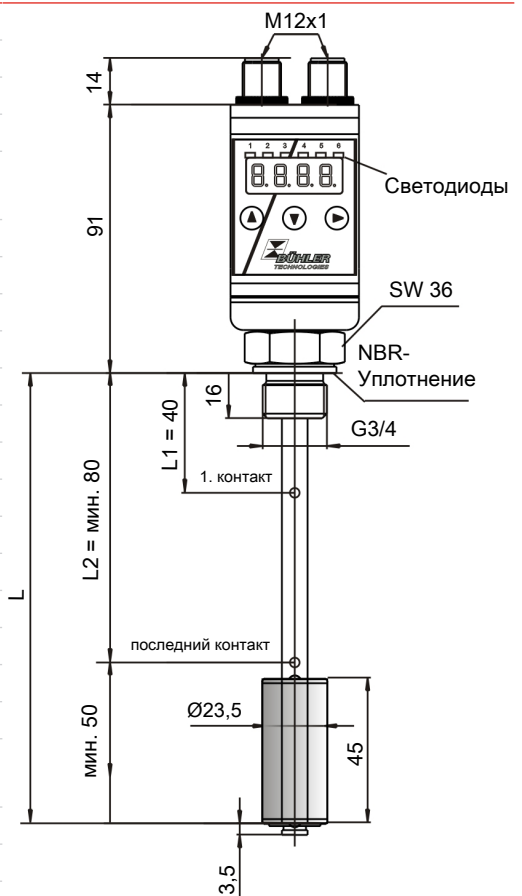 M12x1
14
91
1 2 3 4 5 6
8.8.8.8.
Светодиоды
BÜHLER
TECHNOLOGIES
SW 36
NBR-
Уплотнение
16
G3/4
L1 = 40
1. контакт
L2 = мин. 80
L
последний контакт
Ø23,5
мин. 50
45
3,5